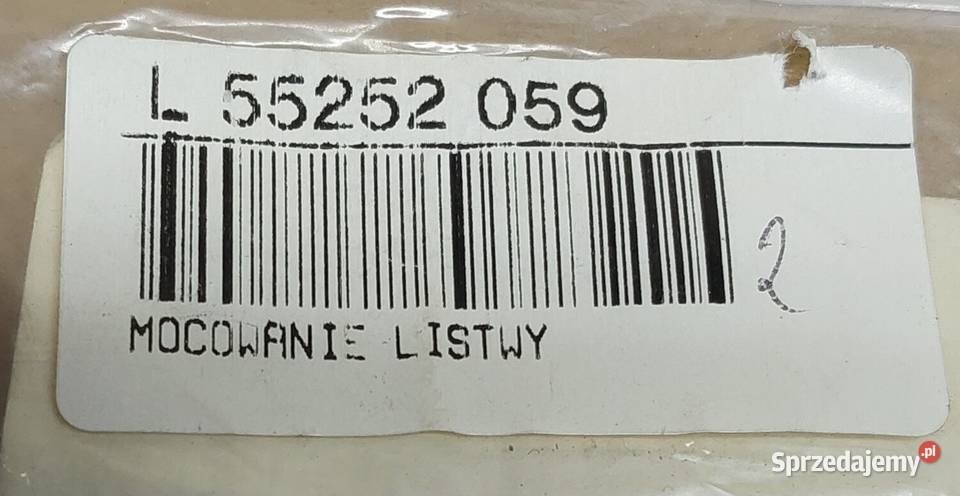 L 55252 059
2
MOCOWANIE LISTWY
Sprzedajemy.pl